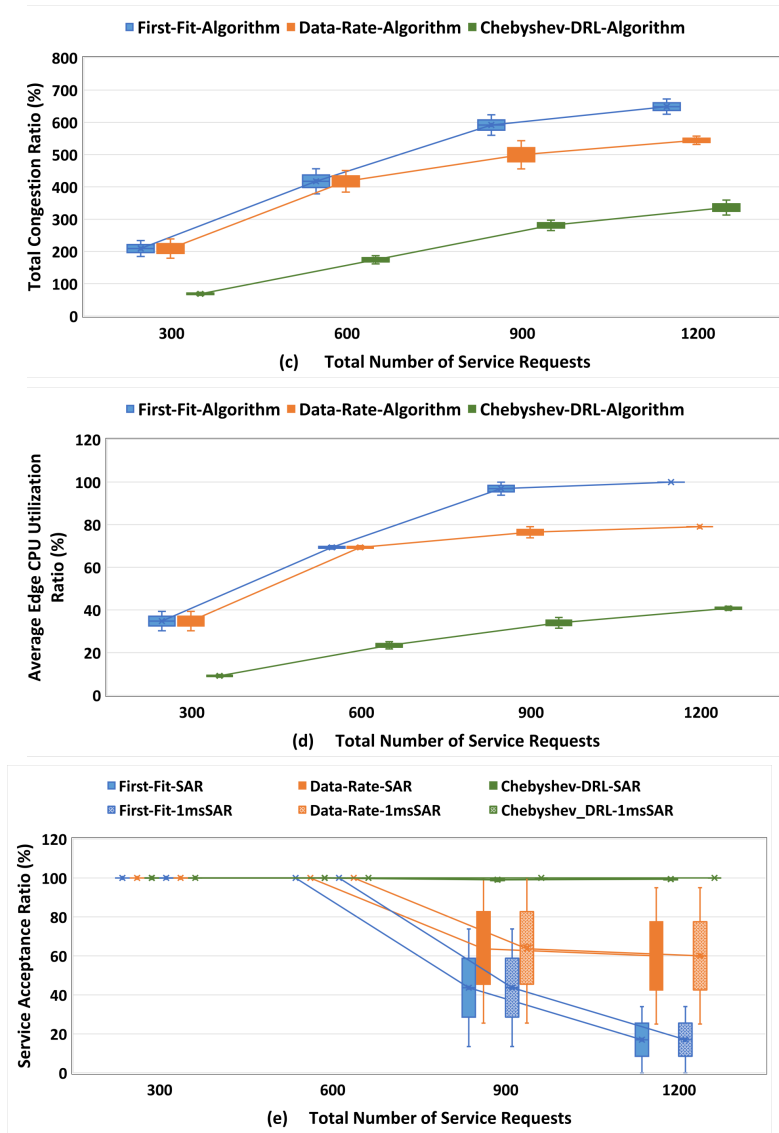 First-Fit-Algorithm Data-Rate-Algorithm Chebyshev-DRL-Algorithm
Total Congestion Ratio (%)
800
700
600
500
400
300
200
100
0
300 600 900 1200
(c) Total Number of Service Requests
First-Fit-Algorithm Data-Rate-Algorithm Chebyshev-DRL-Algorithm
Average Edge CPU Utilization
Ratio (%)
120
100
80
60
40
20
0
300 600 900 1200
(d) Total Number of Service Requests
First-Fit-SAR Data-Rate-SAR Chebyshev-DRL-SAR
First-Fit-1msSAR Data-Rate-1msSAR Chebyshev_DRL-1msSAR
Service Acceptance Ratio (%)
120
100
80
60
40
20
0
300 600 900 1200
(e) Total Number of Service Requests